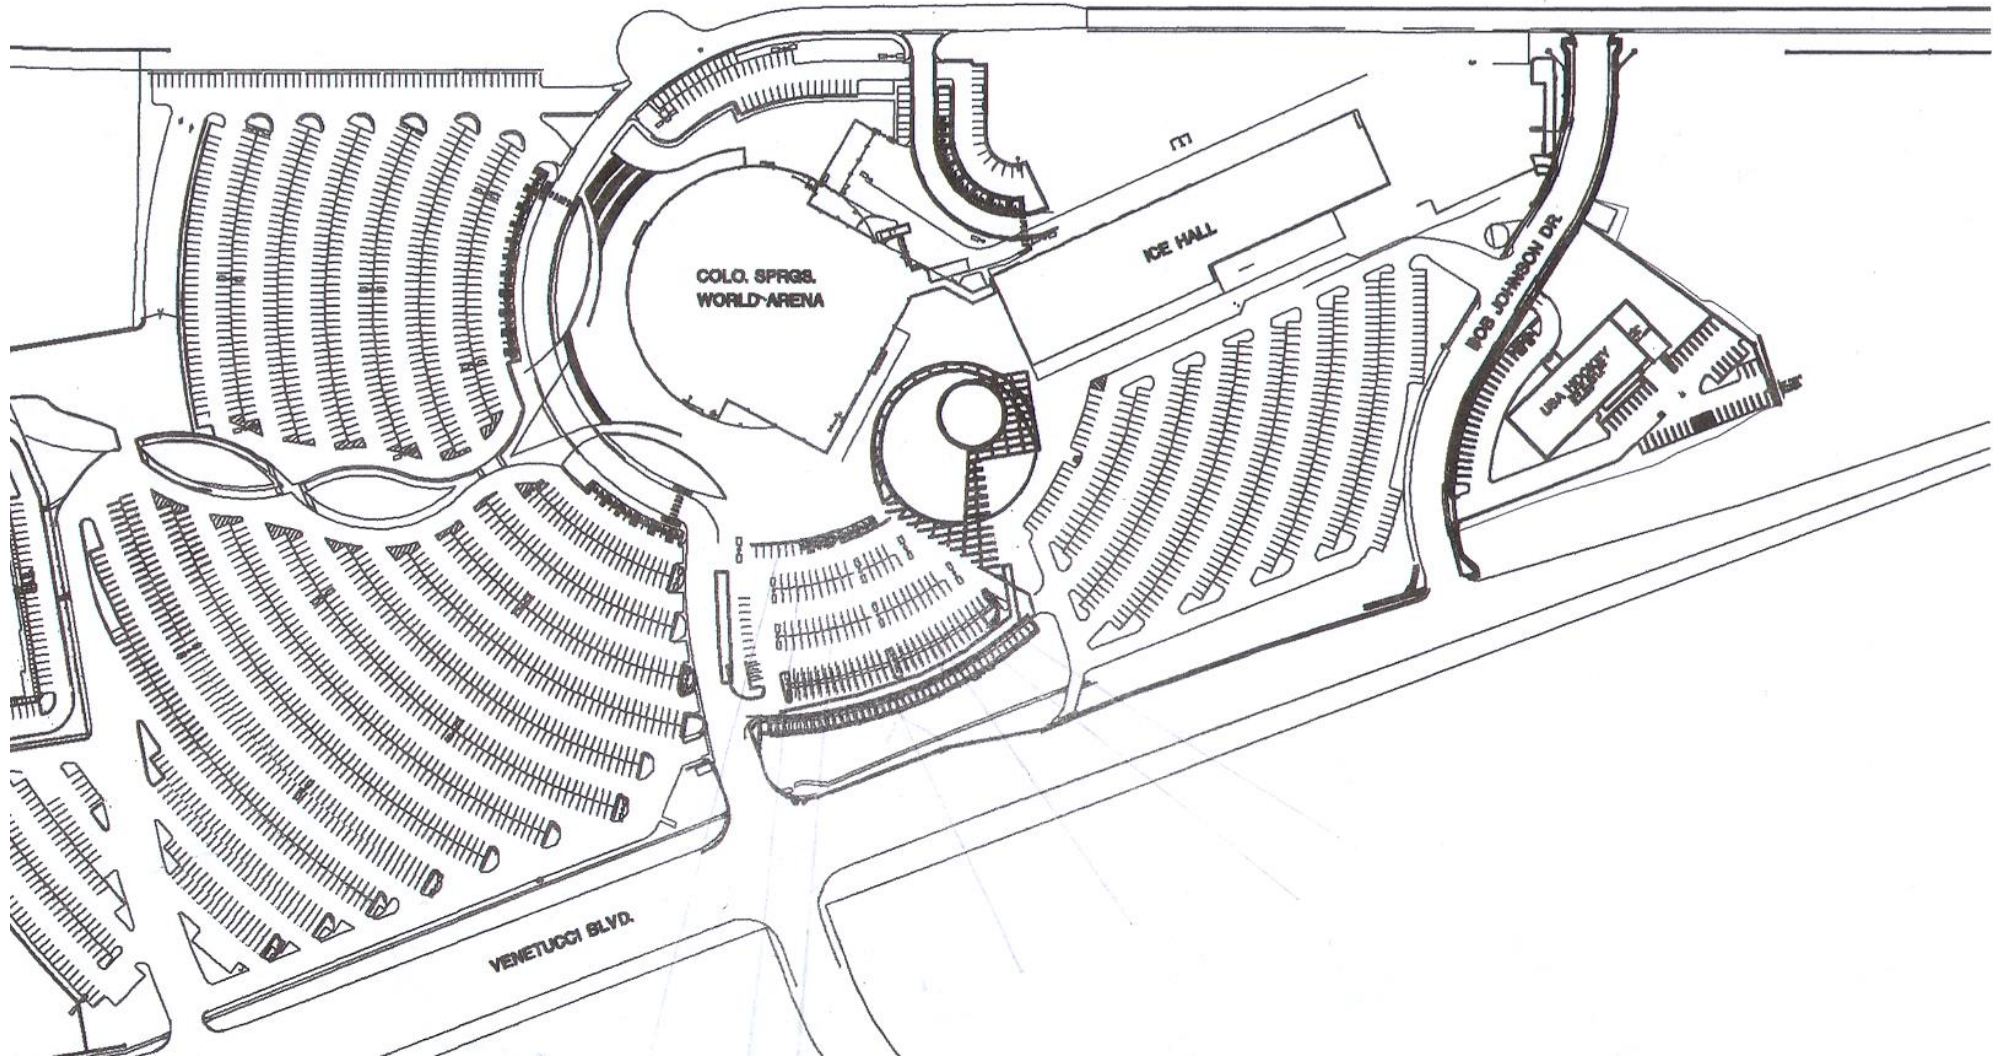 COLO. SPRGS.
WORLD ARENA
ICE HALL
BOB JOHNSON DR.
USA HOCKEY
VENETUCCI BLVD.